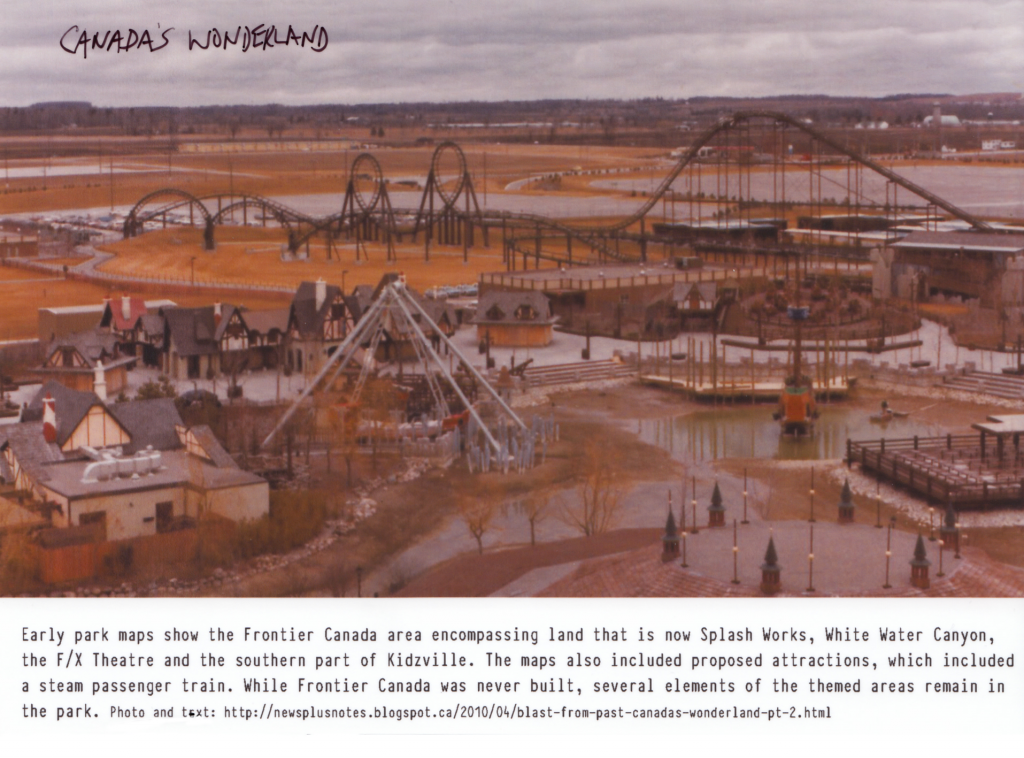 CANADA'S WONDERLAND
Early park maps show the Frontier Canada area encompassing land that is now Splash Works, White Water Canyon,
the F/X Theatre and the southern part of Kidzville. The maps also included proposed attractions, which included
a steam passenger train. While Frontier Canada was never built, several elements of the themed areas remain in
the park. Photo and text: http://newsplusnotes.blogspot.ca/2010/04/blast-from-past-canadas-wonderland-pt-2.html